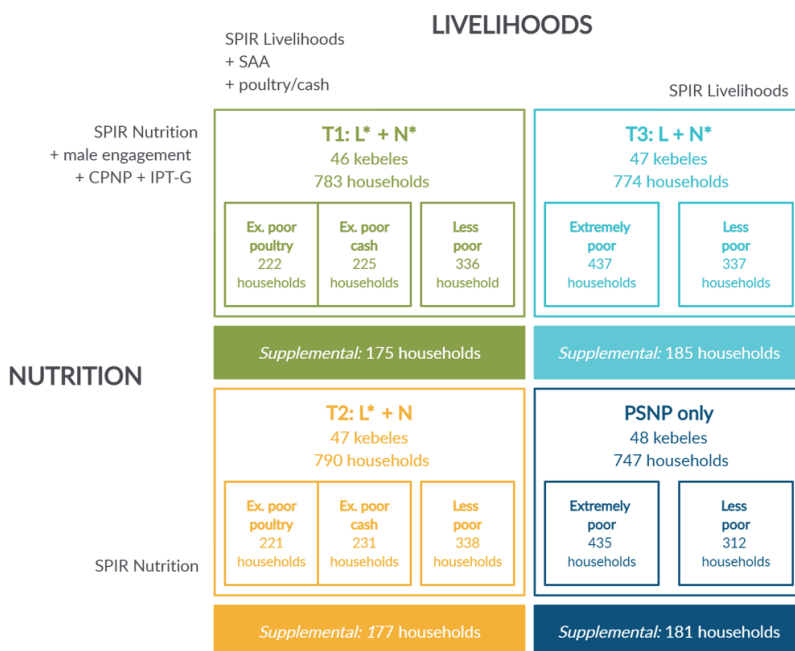 LIVELIHOODS
SPIR Livelihoods
+ SAA
+ poultry/cash
SPIR Livelihoods
SPIR Nutrition
+ male engagement
+ CPNP + IPT-G
T1: L* + N*
46 kebeles
783 households
Ex. poor
poultry
222
households
Ex. poor
cash
225
households
Less
poor
336
household
Supplemental: 175 households
T3: L + N*
47 kebeles
774 households
Extremely
poor
437
households
Less
poor
337
households
Supplemental: 185 households
NUTRITION
SPIR Nutrition
T2: L* + N
47 kebeles
790 households
Ex. poor
poultry
221
households
Ex. poor
cash
231
households
Less
poor
338
households
Supplemental: 177 households
PSNP only
48 kebeles
747 households
Extremely
poor
435
households
Less
poor
312
households
Supplemental: 181 households